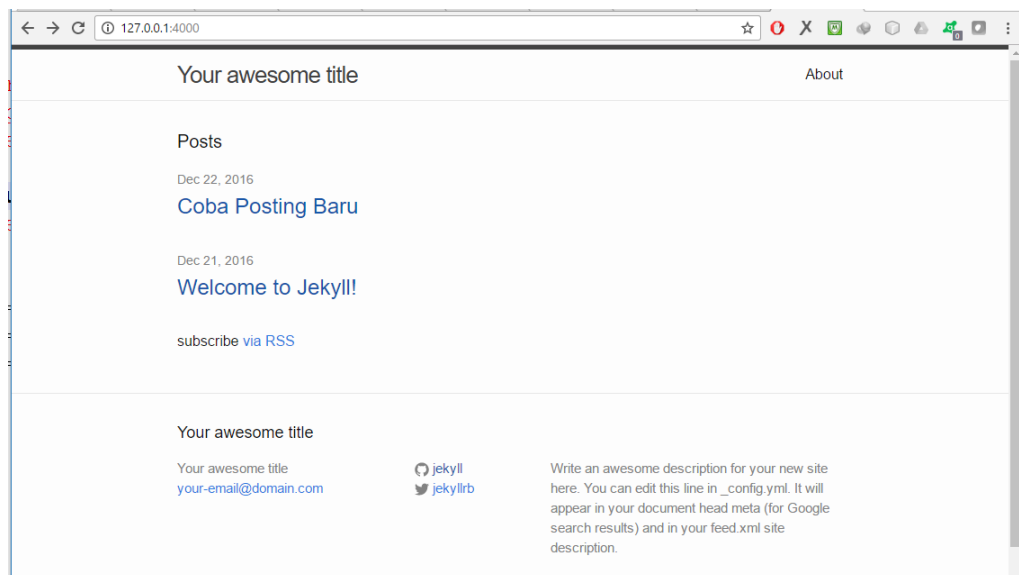 127.0.0.1:4000
Your awesome title
About
Posts
Dec 22, 2016
Coba Posting Baru
Dec 21, 2016
Welcome to Jekyll!
subscribe via RSS
Your awesome title
Your awesome title
your-email@domain.com
jekyll
jekyllrb
Write an awesome description for your new site
here. You can edit this line in _config.yml. It will
appear in your document head meta (for Google
search results) and in your feed.xml site
description.